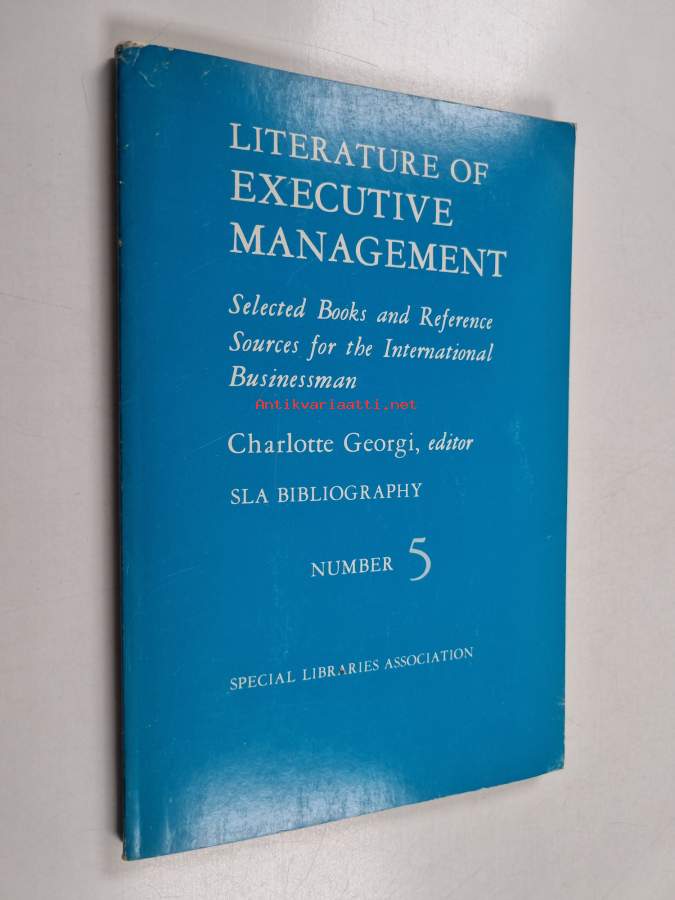 LITERATURE OF
EXECUTIVE
MANAGEMENT
Selected Books and Reference
Sources for the International
Businessman
Antikvariaatti.net
Charlotte Georgi, editor
SLA BIBLIOGRAPHY
NUMBER 5
SPECIAL LIBRARIES ASSOCIATION